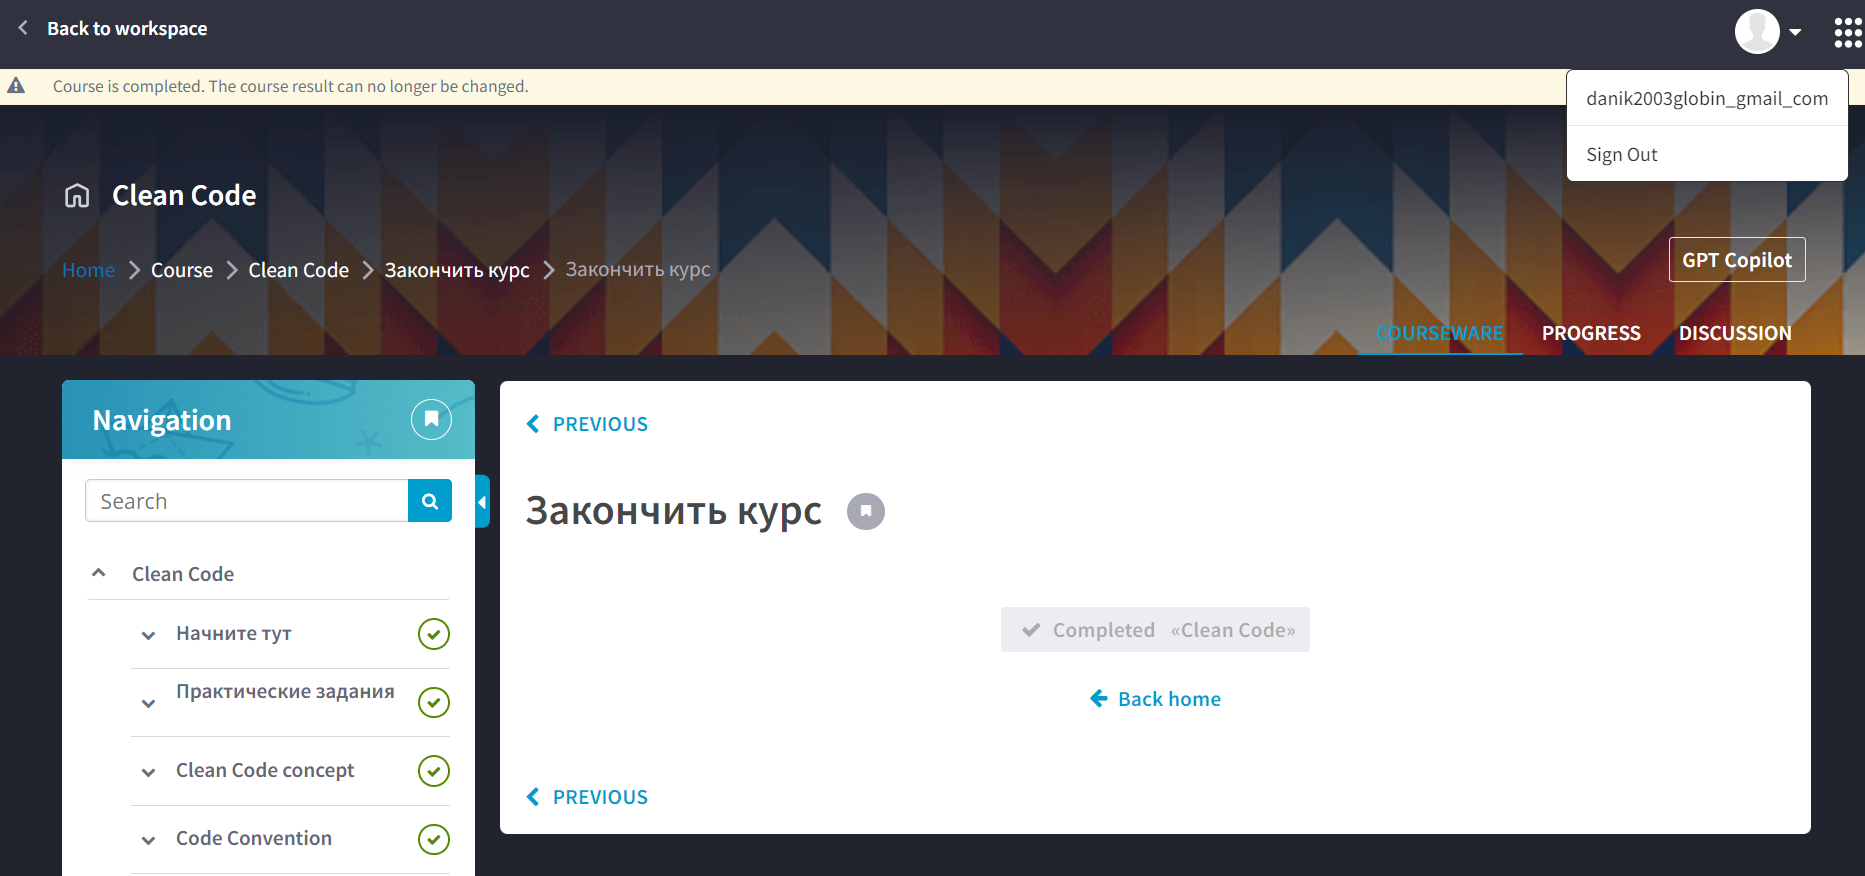 Back to workspace
Course is completed. The course result can no longer be changed.
danik2003globin_gmail_com
Sign Out
Clean Code
Home Course Clean Code Закончить курс Закончить курс
GPT Copilot
COURSEWARE PROGRESS DISCUSSION
Navigation
Search
Clean Code
Начните тут
Практические задания
Clean Code concept
Code Convention
PREVIOUS
Закончить курс
Completed «Clean Code»
Back home
PREVIOUS